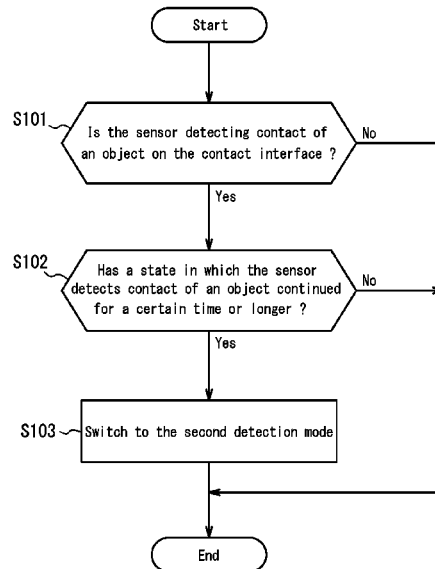 Start
S101
Is the sensor detecting contact of
an object on the contact interface ?
No
Yes
S102
Has a state in which the sensor
detects contact of an object continued
for a certain time or longer ?
No
Yes
S103
Switch to the second detection mode
End